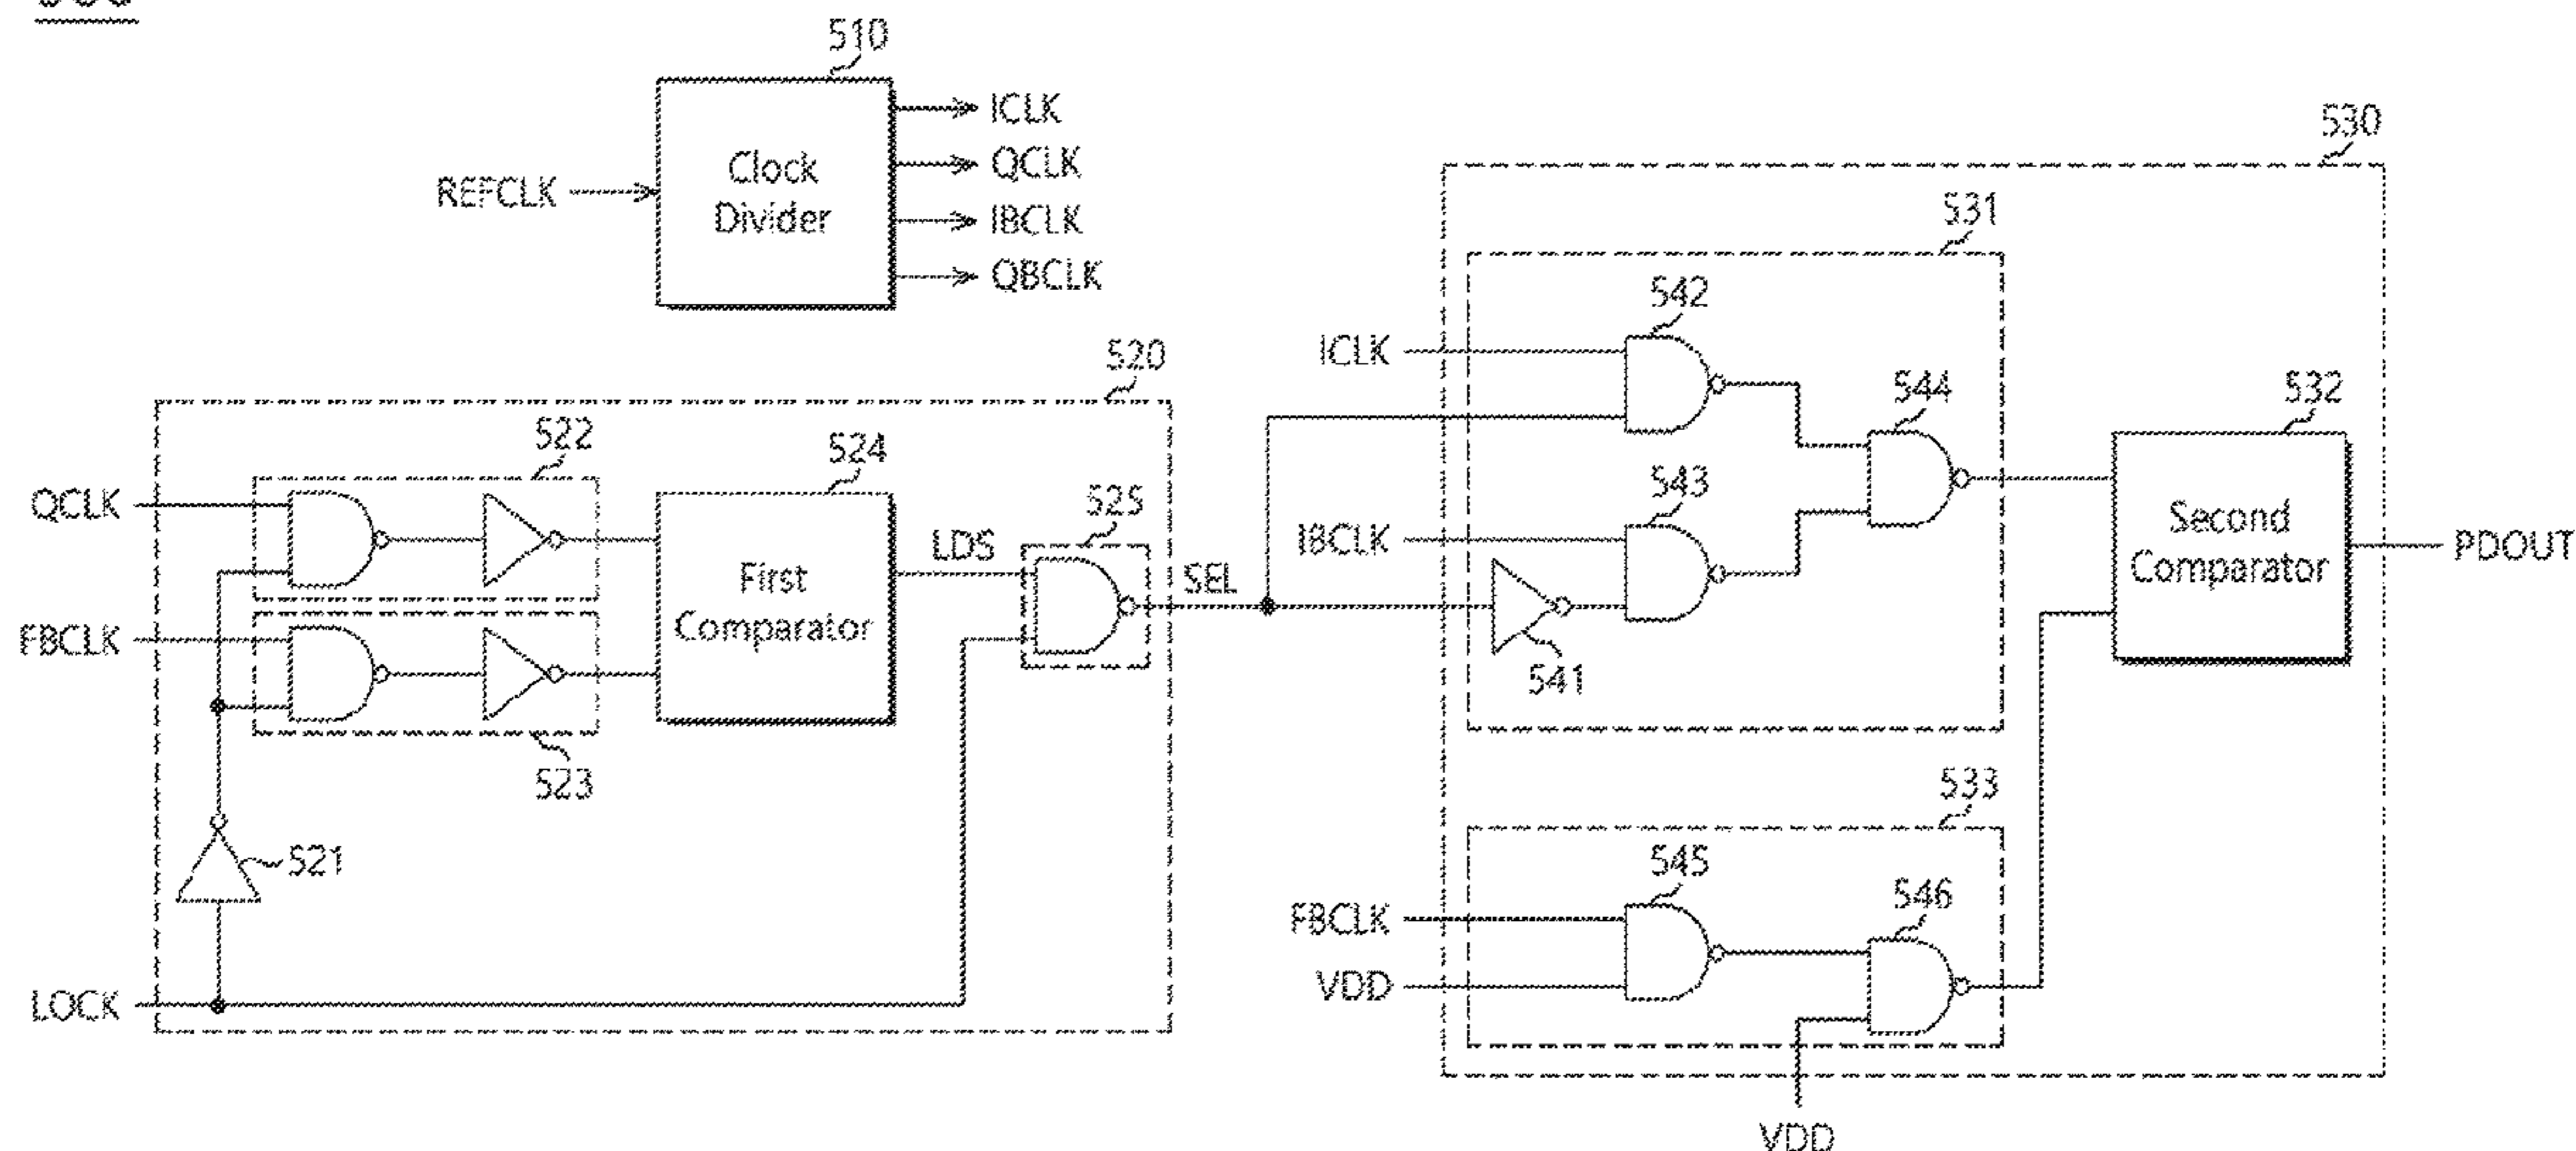 510
ICLK
QCLK
IBCLK
QBCLK
REFCLK
Clock
Divider
520
QCLK
FBCLK
522
523
524
First
Comparator
LDS
525
SEL
521
LOCK
530
531
542
ICLK
544
543
IBCLK
541
532
Second
Comparator
PDOUT
533
545
546
FBCLK
VDD
VDD